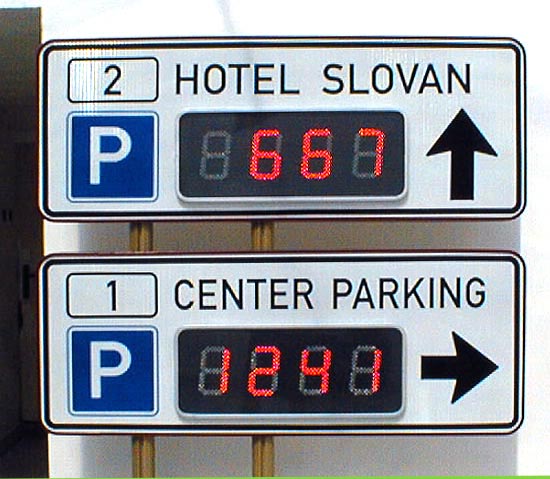 2 HOTEL SLOVAN
P 667
1 CENTER PARKING
P 1241